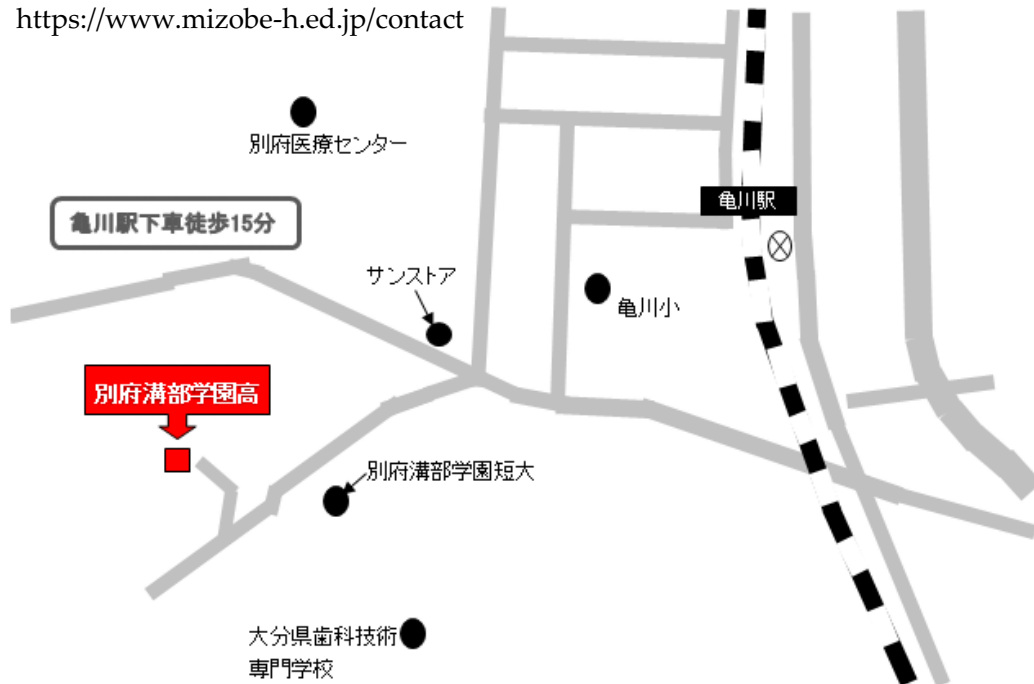 https://www.mizobe-h.ed.jp/contact
別府医療センター
亀川駅
亀川駅下車徒歩15分
サンストア
亀川小
別府溝部学園高
別府溝部学園短大
大分県歯科技術
専門学校